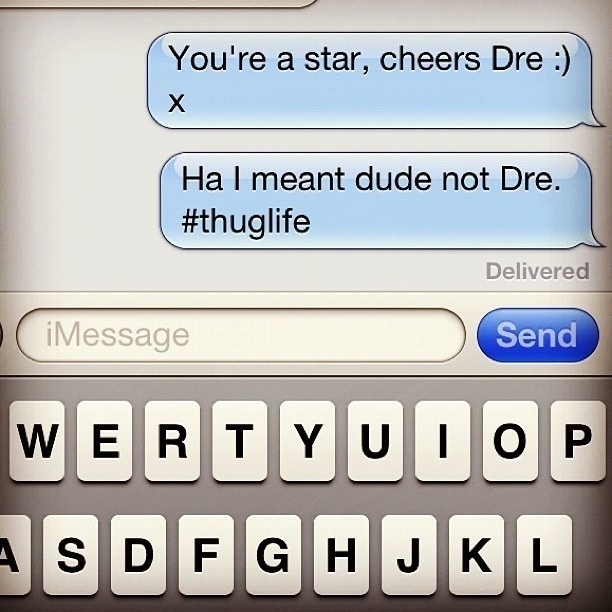 You're a star, cheers Dre :)
x
Ha I meant dude not Dre.
#thuglife
Delivered
iMessage
Send
W E R T Y U I O P
A S D F G H J K L